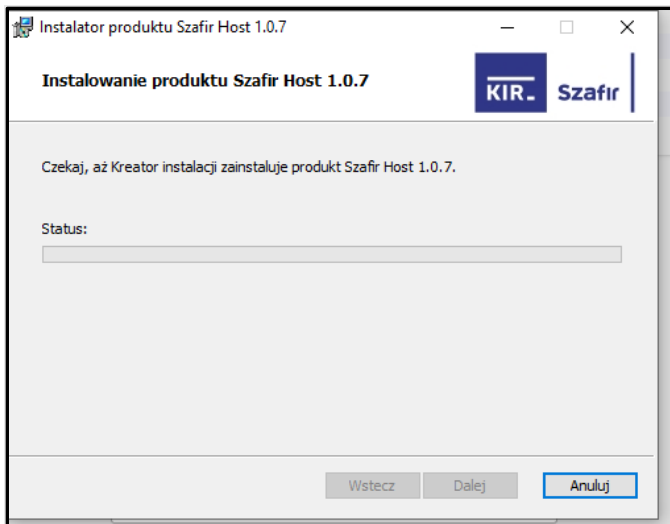 Instalator produktu Szafir Host 1.0.7
Instalowanie produktu Szafir Host 1.0.7
KIR
Szafir
Czekaj, aż Kreator instalacji zainstaluje produkt Szafir Host 1.0.7.
Status:
Wstecz
Dalej
Anuluj